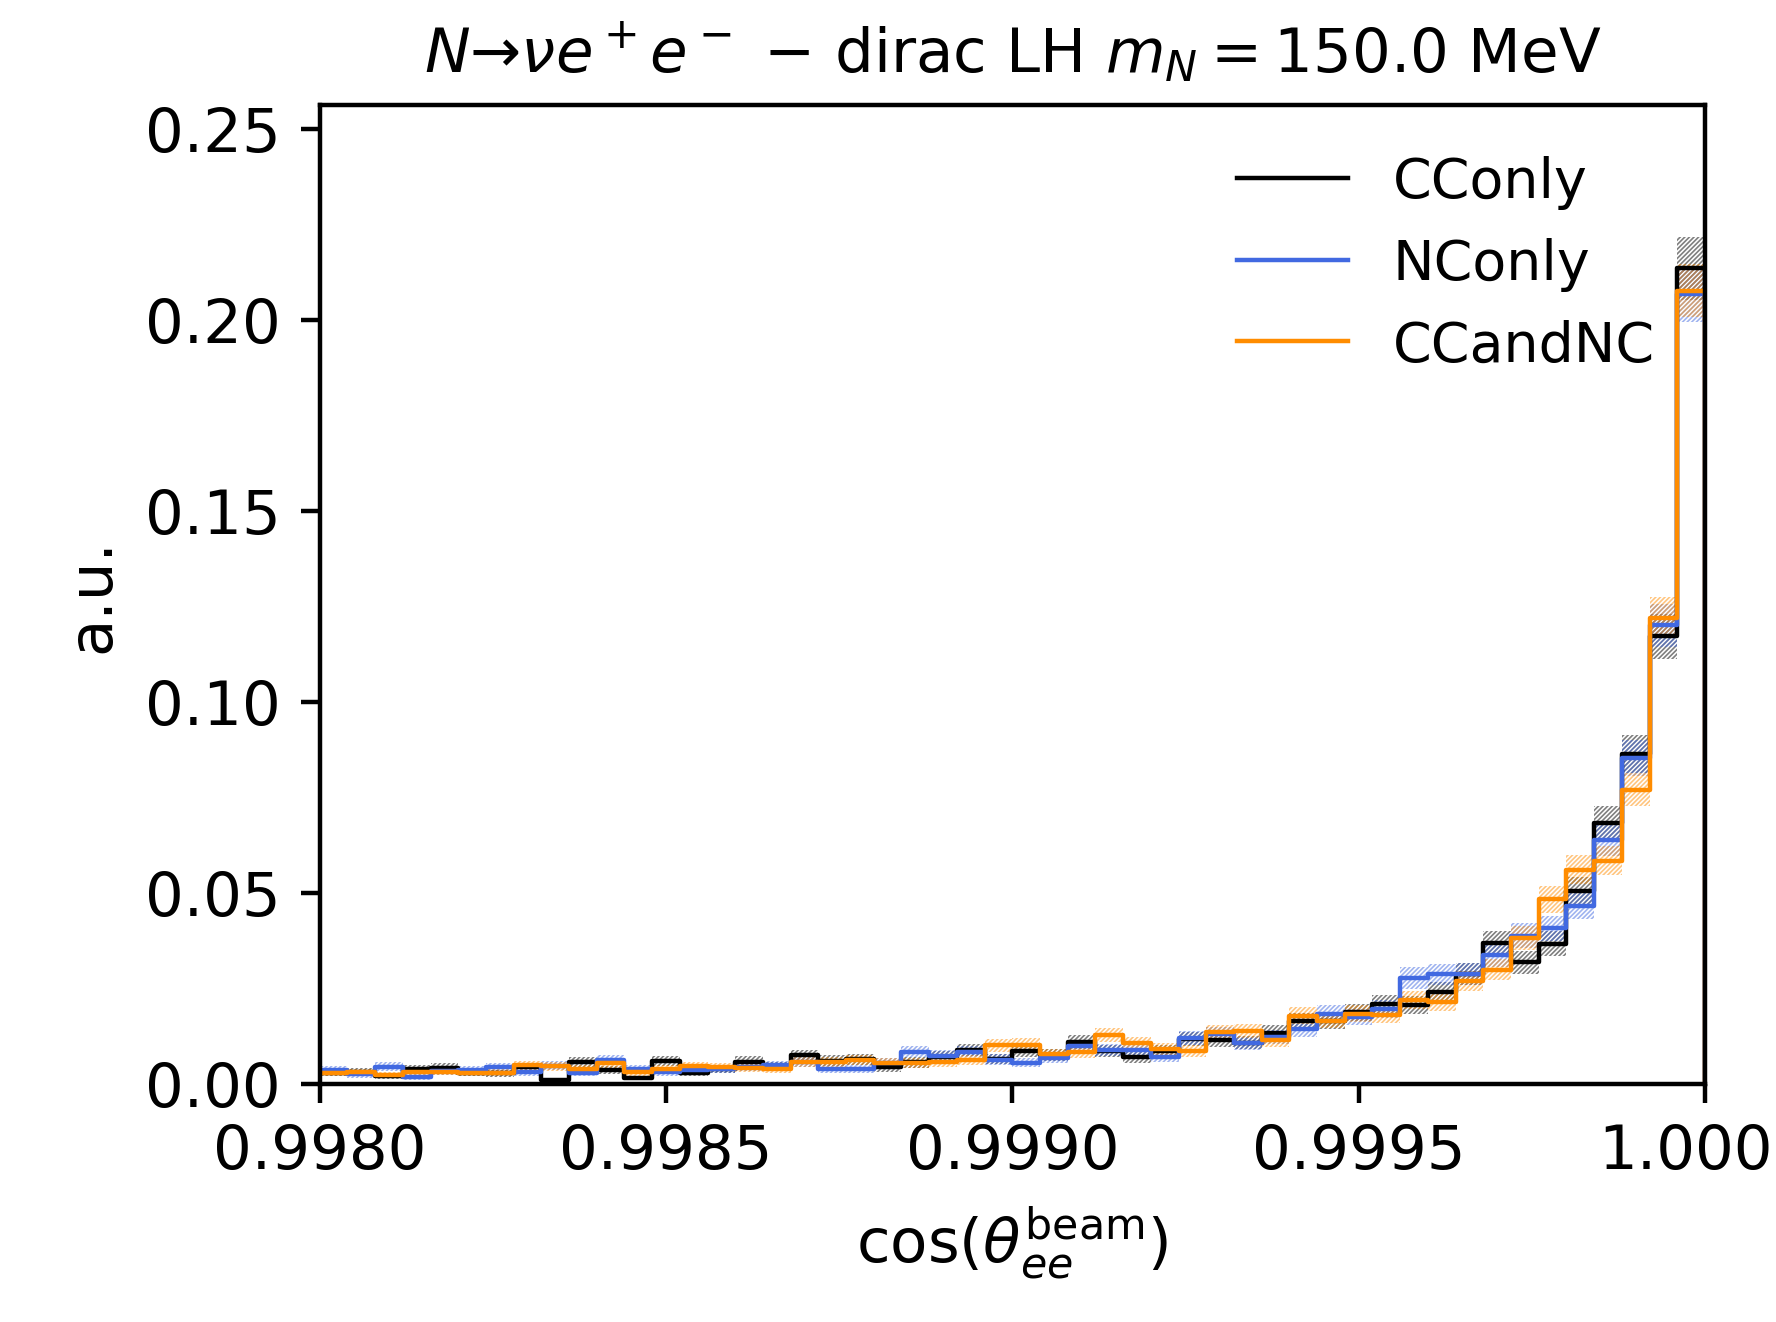 N→νe⁺e⁻ − dirac LH m_N = 150.0 MeV
0.25
0.20
0.15
0.10
0.05
0.00
a.u.
CConly
NConly
CCandNC
0.9980 0.9985 0.9990 0.9995 1.000
cos(θ_ee^beam)